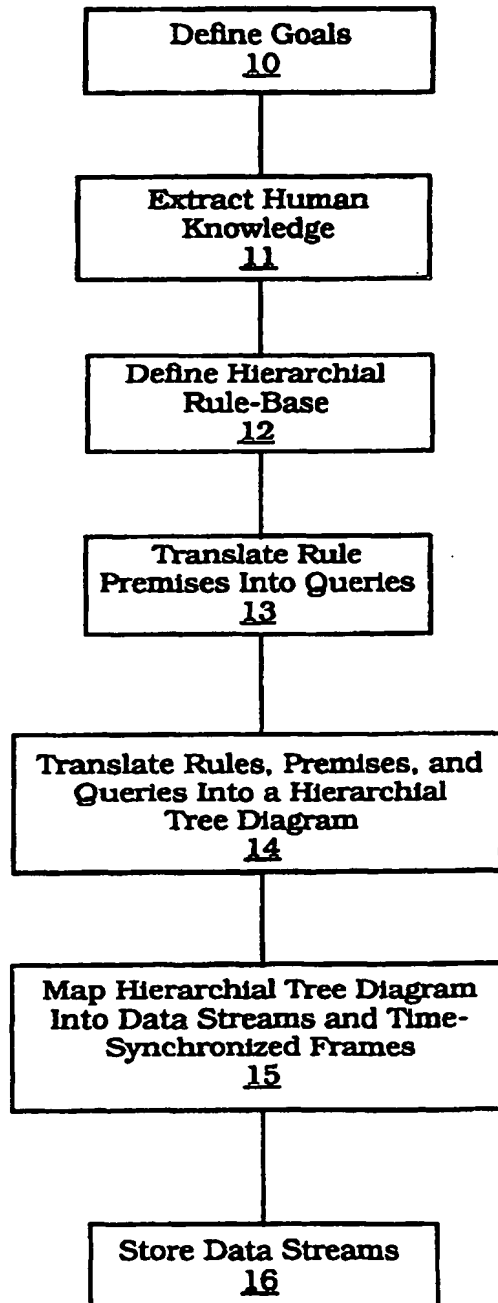 Define Goals
10
Extract Human
Knowledge
11
Define Hierarchial
Rule-Base
12
Translate Rule
Premises Into Queries
13
Translate Rules, Premises, and
Queries Into a Hierarchial
Tree Diagram
14
Map Hierarchial Tree Diagram
Into Data Streams and Time-
Synchronized Frames
15
Store Data Streams
16